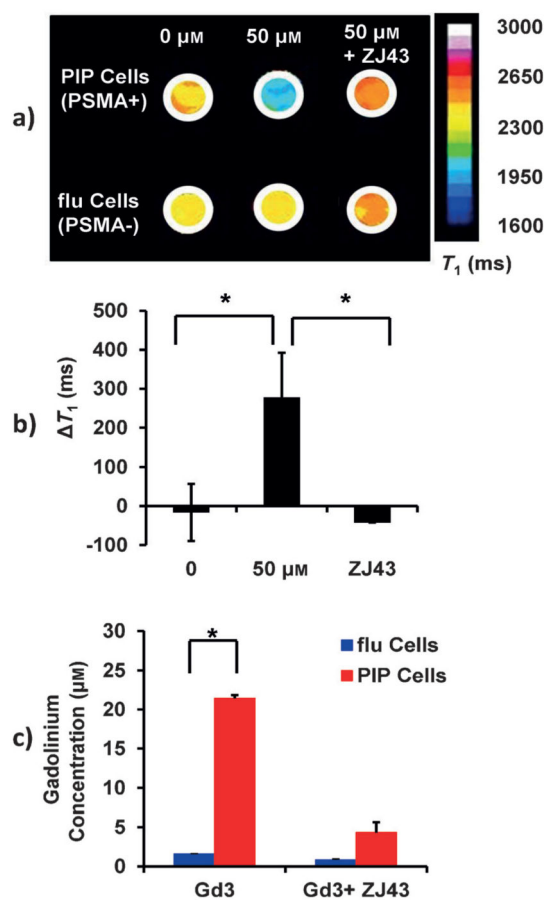 a)
0 µM 50 µM 50 µM
+ ZJ43
PIP Cells
(PSMA+)
flu Cells
(PSMA-)
3000
2650
2300
1950
1600
T1 (ms)
b)
* *
ΔT1 (ms)
500
400
300
200
100
0
-100
0 50 µM ZJ43
c)
Gadolinium
Concentration (µM)
30
25
20
15
10
5
0
*
flu Cells
PIP Cells
Gd3 Gd3+ ZJ43